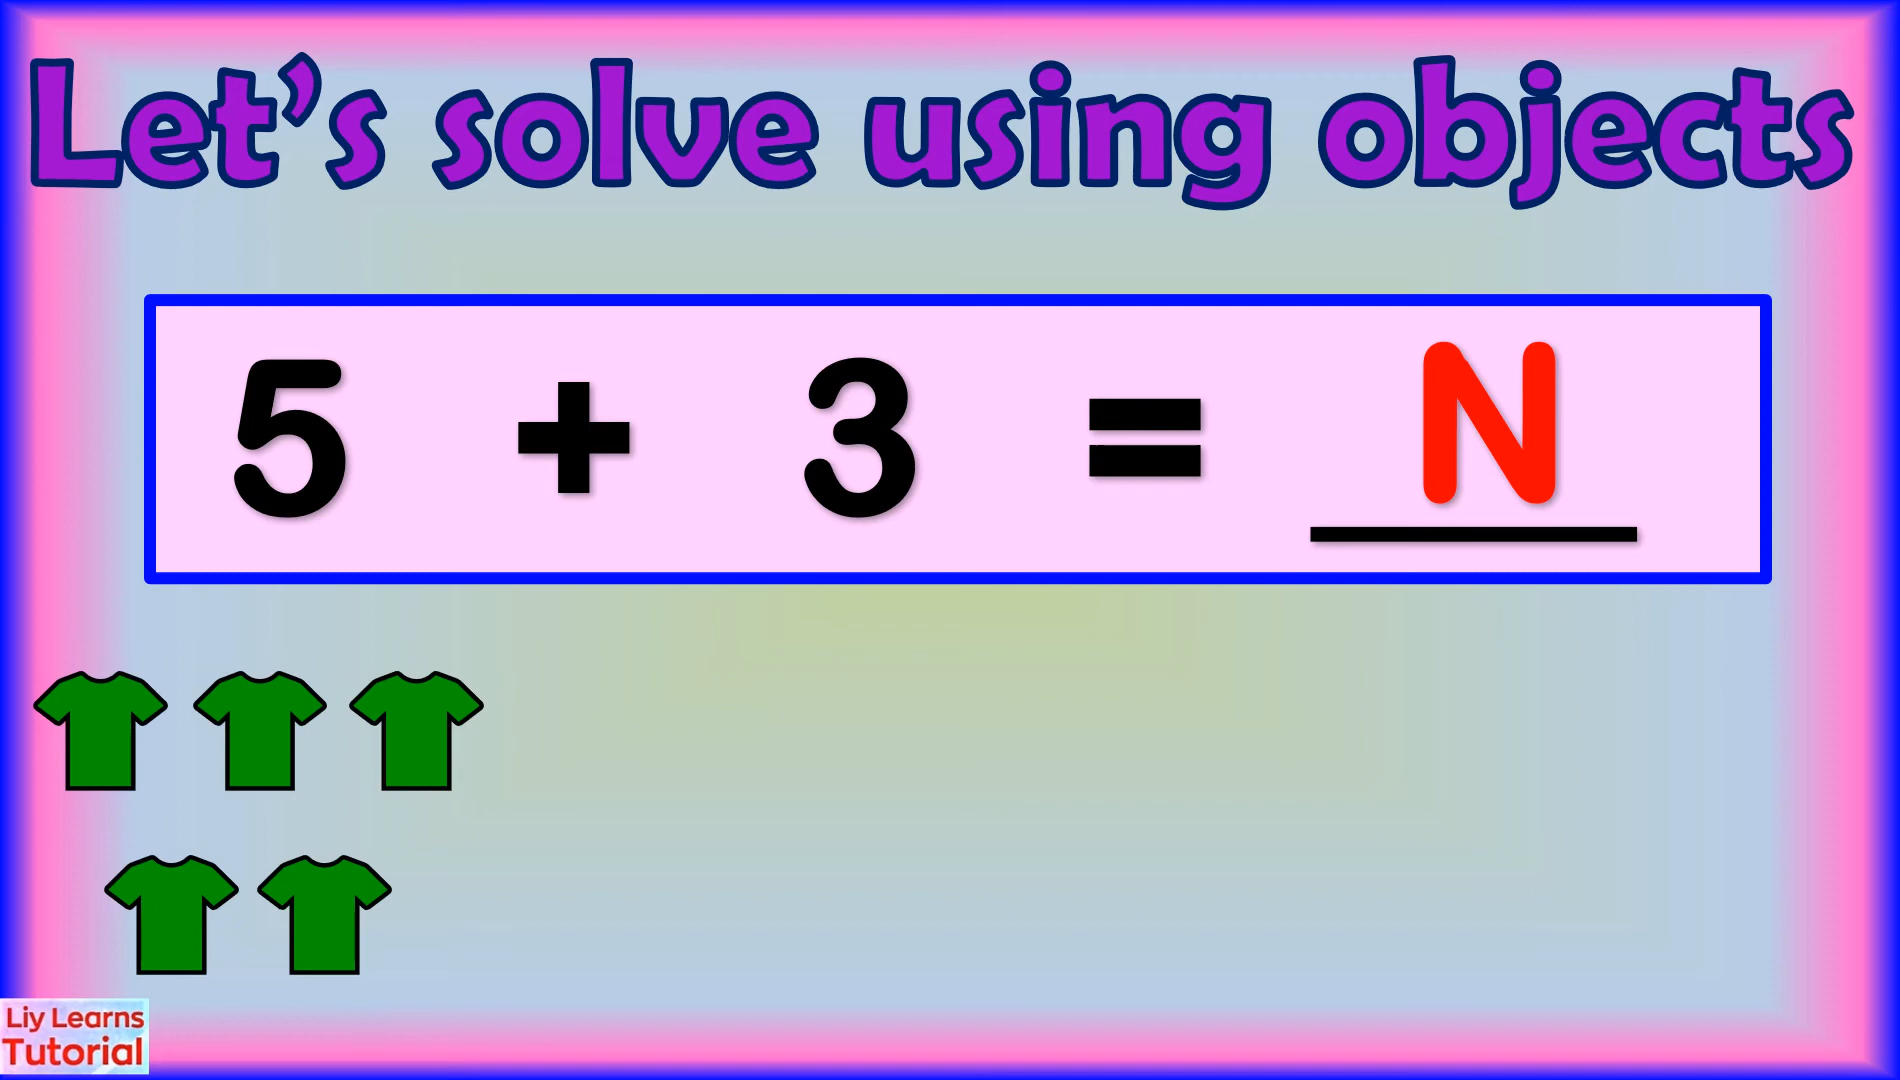 Let’s solve using objects
5 + 3 = N
Liy Learns
Tutorial